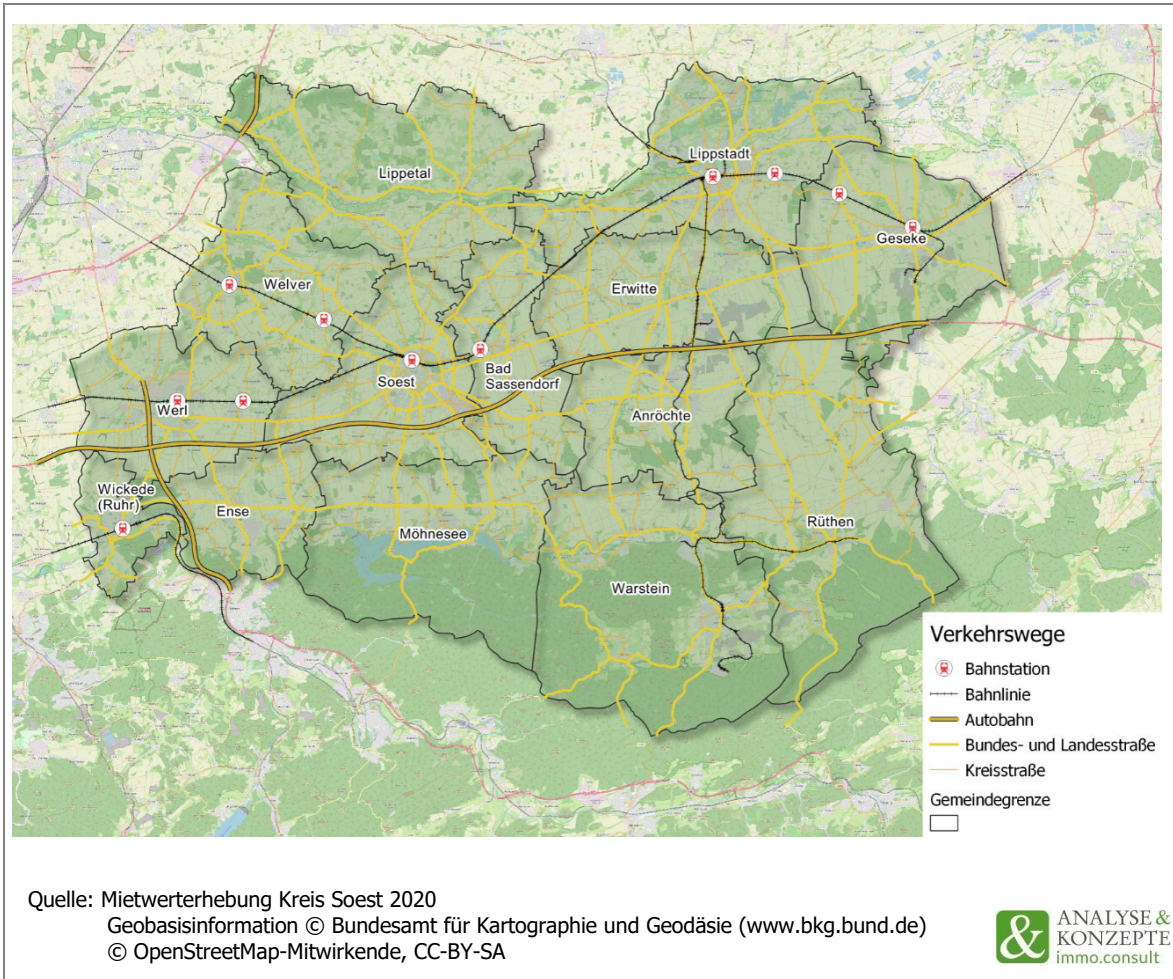 Lippetal
Lippstadt
Geseke
Welver
Erwitte
Soest
Bad
Sassendorf
Werl
Anröchte
Wickede
(Ruhr)
Ense
Möhnesee
Rüthen
Warstein
Verkehrswege
Bahnstation
Bahnlinie
Autobahn
Bundes- und Landesstraße
Kreisstraße
Gemeindegrenze
Quelle: Mietwerterhebung Kreis Soest 2020
Geobasisinformation © Bundesamt für Kartographie und Geodäsie (www.bkg.bund.de)
© OpenStreetMap-Mitwirkende, CC-BY-SA
& ANALYSE &
KONZEPTE
immo.consult